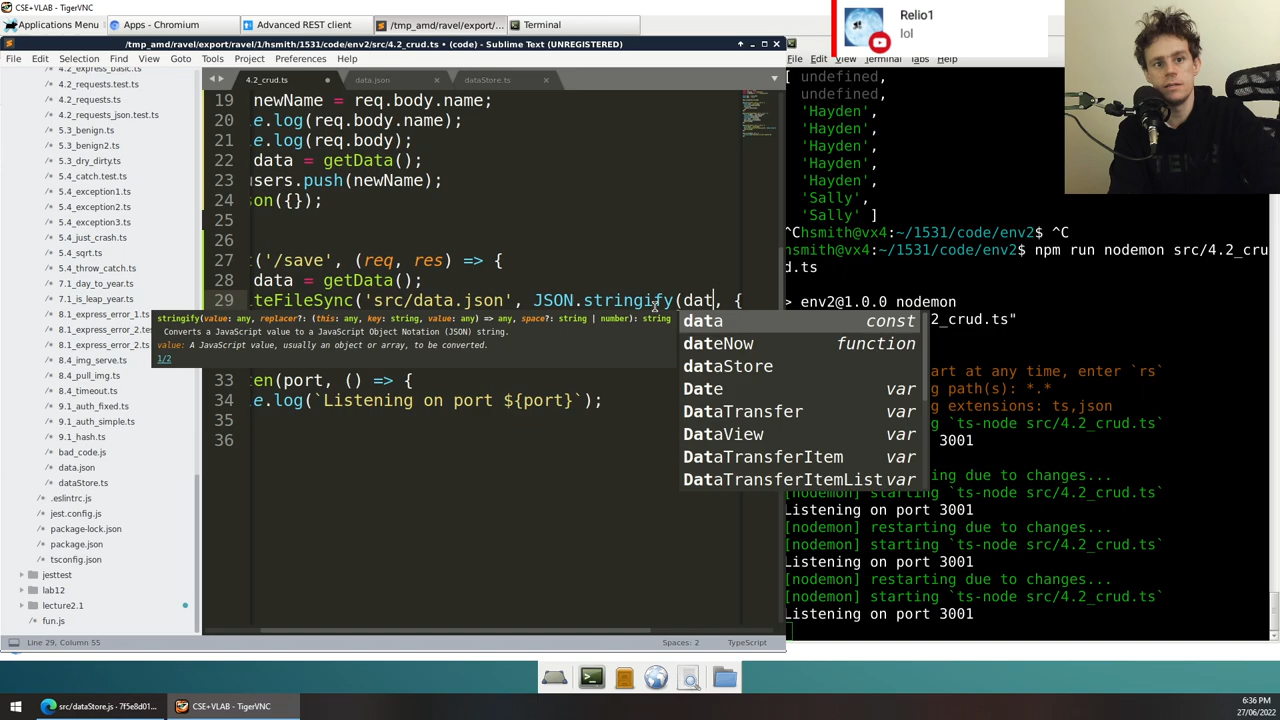 CSE+VLAB - TigerVNC
Applications Menu
Apps - Chromium
Advanced REST client
/tmp_amd/ravel/export/...
Terminal
Relio1
lol
/tmp_amd/ravel/export/ravel/1/hsmith/1531/code/env2/src/4.2_crud.ts • (code) - Sublime Text (UNREGISTERED)
File Edit Selection Find View Goto Tools Project Preferences Help
File Edit View Terminal Tabs Help
4.2_express_basic.ts
4.2_requests.test.ts
4.2_requests.ts
4.2_requests_json.test.ts
5.3_benign.ts
5.3_benign2.ts
5.3_dry_dirty.ts
5.4_catch.test.ts
5.4_exception1.ts
5.4_exception2.ts
5.4_exception3.ts
5.4_just_crash.ts
5.4_sqrt.ts
5.4_throw_catch.ts
7.1_is_leap_year.ts
8.1_express_error_1.ts
8.1_express_error_2.ts
8.4_img_serve.ts
8.4_pull_img.ts
8.4_timeout.ts
9.1_auth_fixed.ts
9.1_auth_simple.ts
9.1_hash.ts
bad_code.js
data.json
dataStore.ts
.eslintrc.js
jest.config.js
package-lock.json
package.json
tsconfig.json
jesttest
lab12
lecture2.1
fun.js
4.2_crud.ts
data.json
dataStore.ts
19 newName = req.body.name;
20 e.log(req.body.name);
21 e.log(req.body);
22 data = getData();
23 users.push(newName);
24 son({});
25
26
27 t('/save', (req, res) => {
28 data = getData();
29 teFileSync('src/data.json', JSON.stringify(dat, {
stringify(value: any, replacer?: (this: any, key: string, value: any) => any, space?: string | number): string
Converts a JavaScript value to a JavaScript Object Notation (JSON) string.
value: A JavaScript value, usually an object or array, to be converted.
1/2
data const
dateNow function
dataStore
Date var
DataTransfer var
DataView var
DataTransferItem var
DataTransferItemList var
33 ten(port, () => {
34 e.log(`Listening on port ${port}`);
35
36
Line 29, Column 55
Spaces: 2
TypeScript
[ undefined,
undefined,
'Hayden',
'Hayden',
'Hayden',
'Hayden',
'Hayden',
'Sally',
'Sally' ]
^Chsmith@vx4:~/1531/code/env2$ ^C
hsmith@vx4:~/1531/code/env2$ npm run nodemon src/4.2_cru
d.ts
> env2@1.0.0 nodemon
2_crud.ts"
art at any time, enter `rs`
g path(s): *.*
g extensions: ts,json
g `ts-node src/4.2_crud.ts`
3001
ng due to changes...
[nodemon] starting `ts-node src/4.2_crud.ts`
Listening on port 3001
[nodemon] restarting due to changes...
[nodemon] starting `ts-node src/4.2_crud.ts`
Listening on port 3001
[nodemon] restarting due to changes...
[nodemon] starting `ts-node src/4.2_crud.ts`
Listening on port 3001
src/dataStore.js · 7f5e8d01...
CSE+VLAB - TigerVNC
6:36 PM
27/06/2022